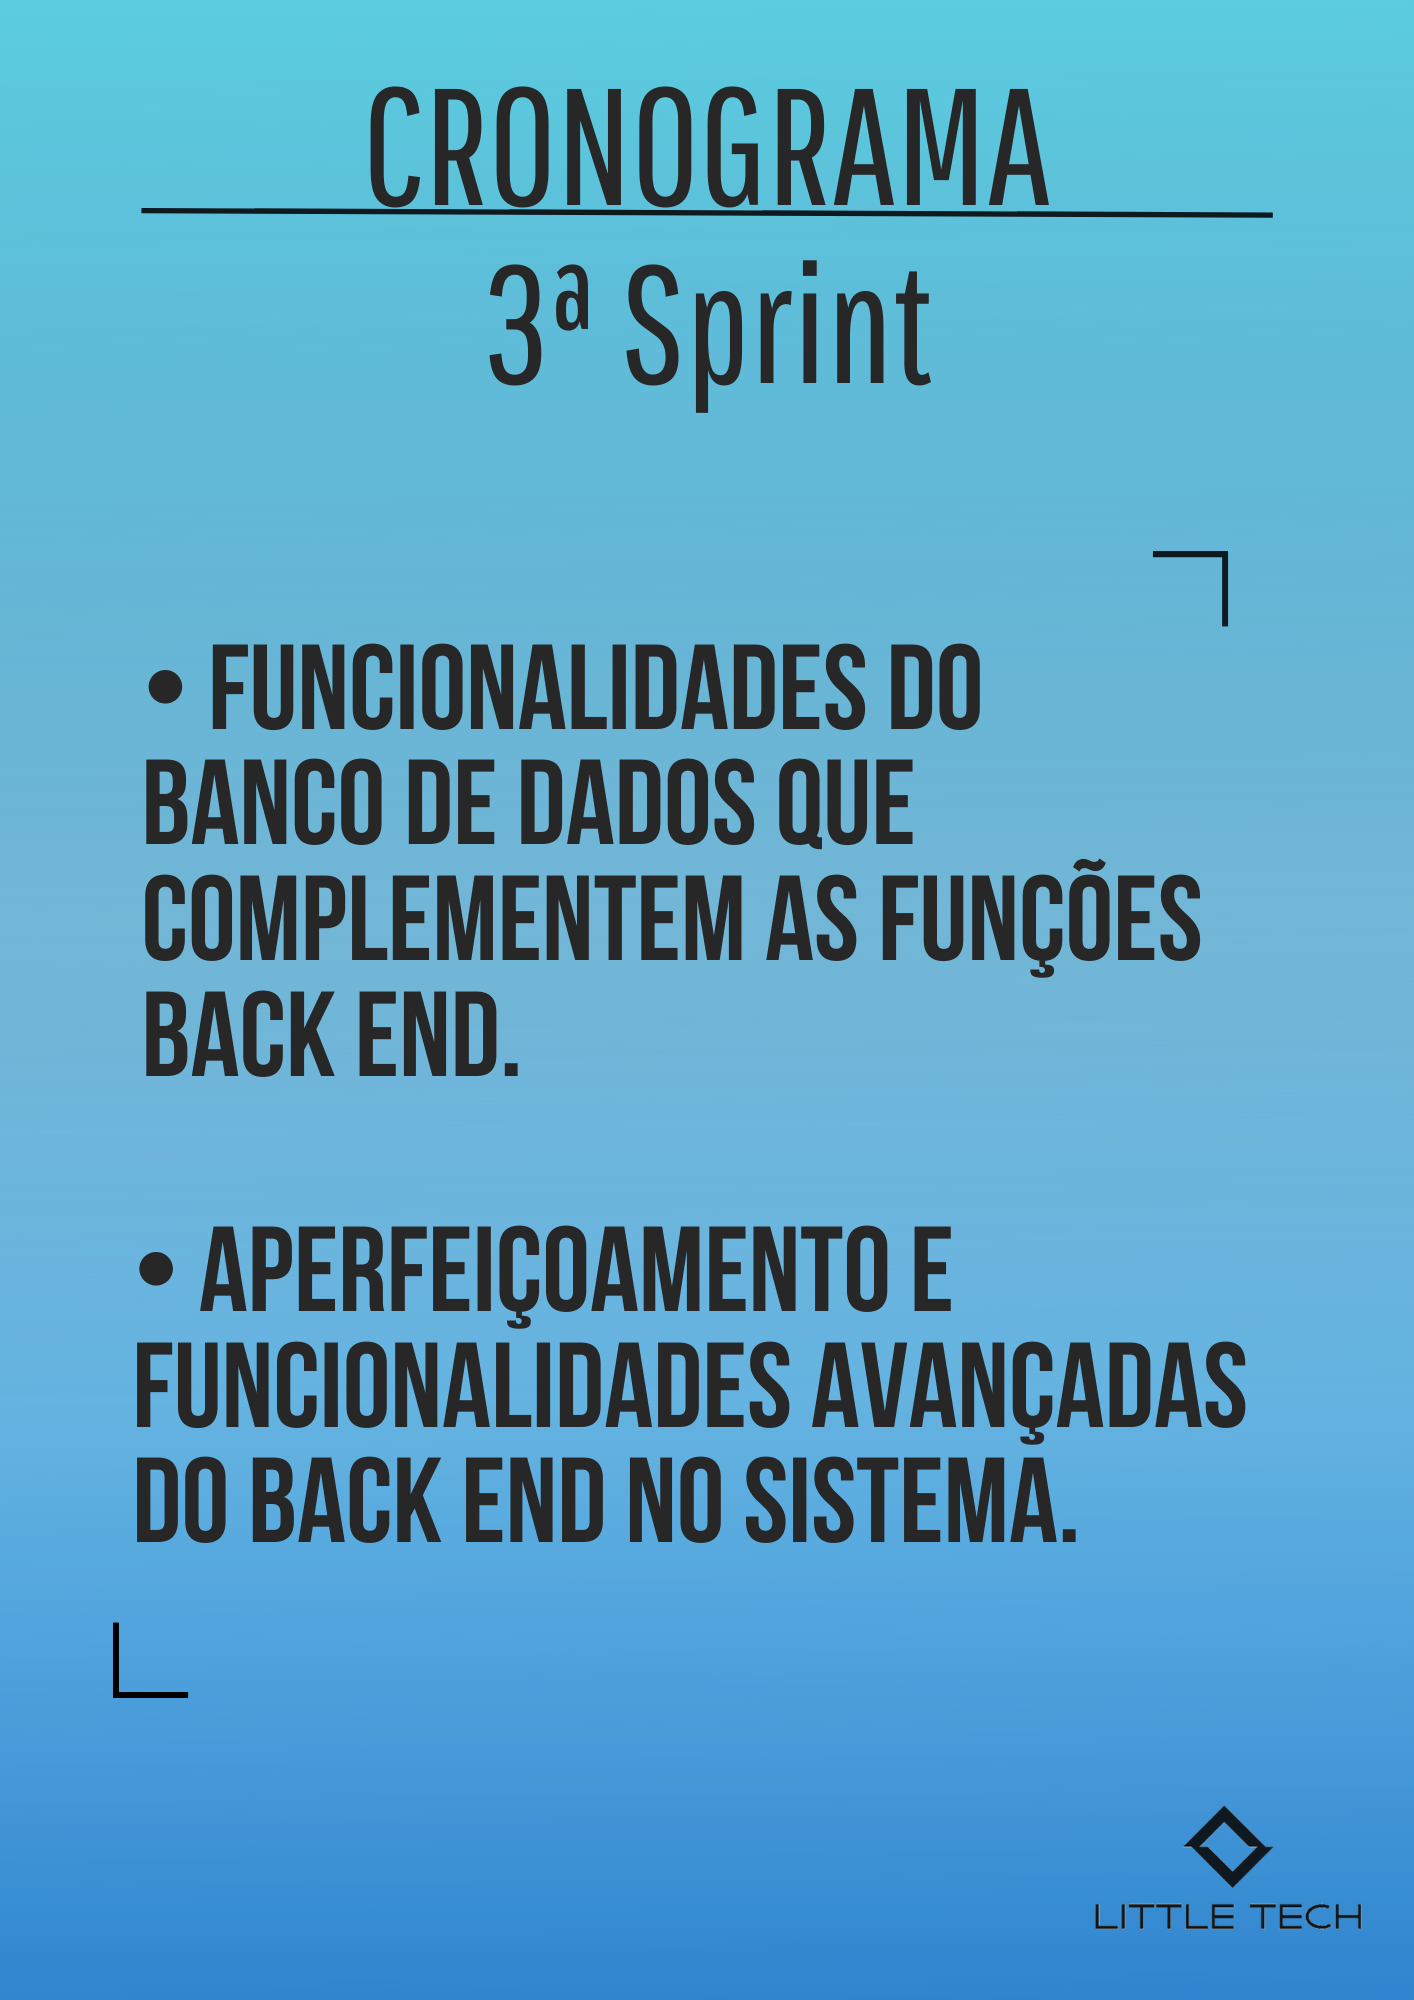 CRONOGRAMA
3ª Sprint
• FUNCIONALIDADES DO
BANCO DE DADOS QUE
COMPLEMENTEM AS FUNÇÕES
BACK END.
• APERFEIÇOAMENTO E
FUNCIONALIDADES AVANÇADAS
DO BACK END NO SISTEMA.
LITTLE TECH